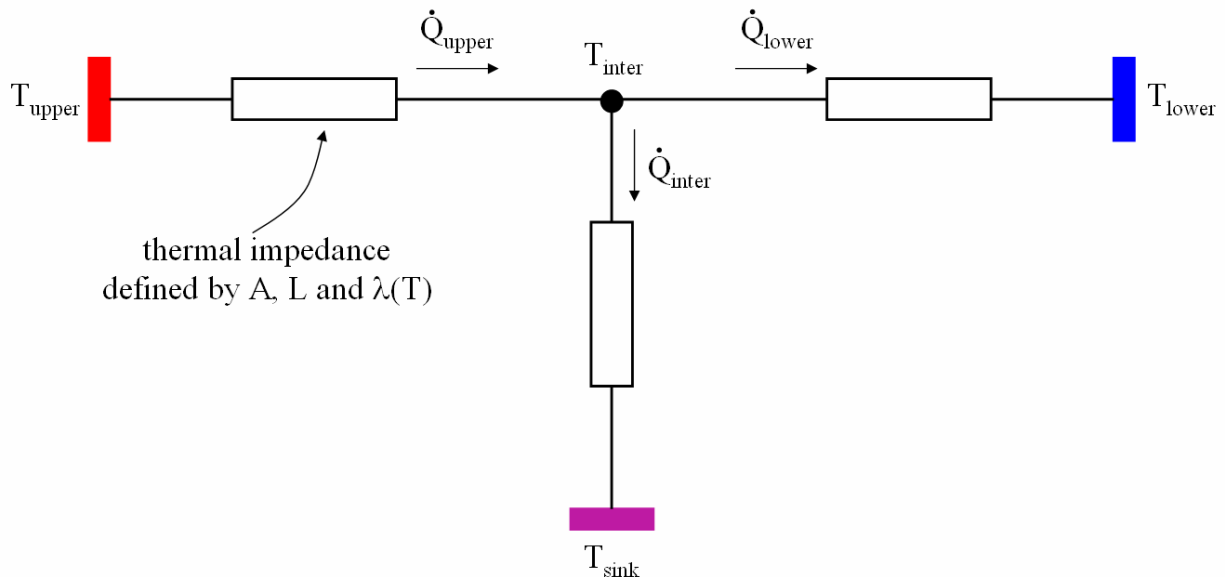 Q̇upper
Q̇lower
Tinter
Tupper
Tlower
Q̇inter
thermal impedance
defined by A, L and λ(T)
Tsink